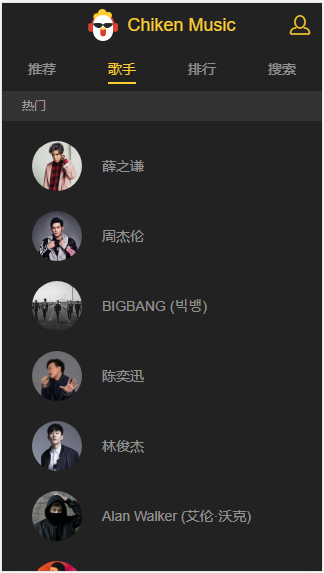 Chiken Music
推荐 歌手 排行 搜索
热门
薛之谦
周杰伦
BIGBANG (빅뱅)
陈奕迅
林俊杰
Alan Walker (艾伦·沃克)